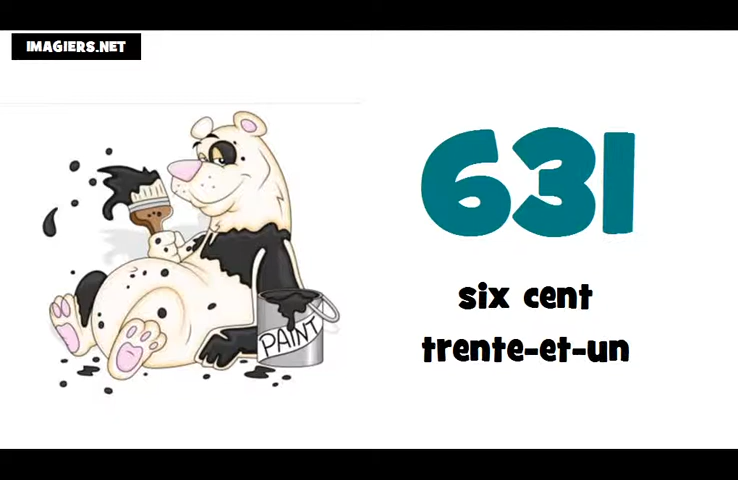 IMAGIERS.NET
631
six cent
trente-et-un
PAINT